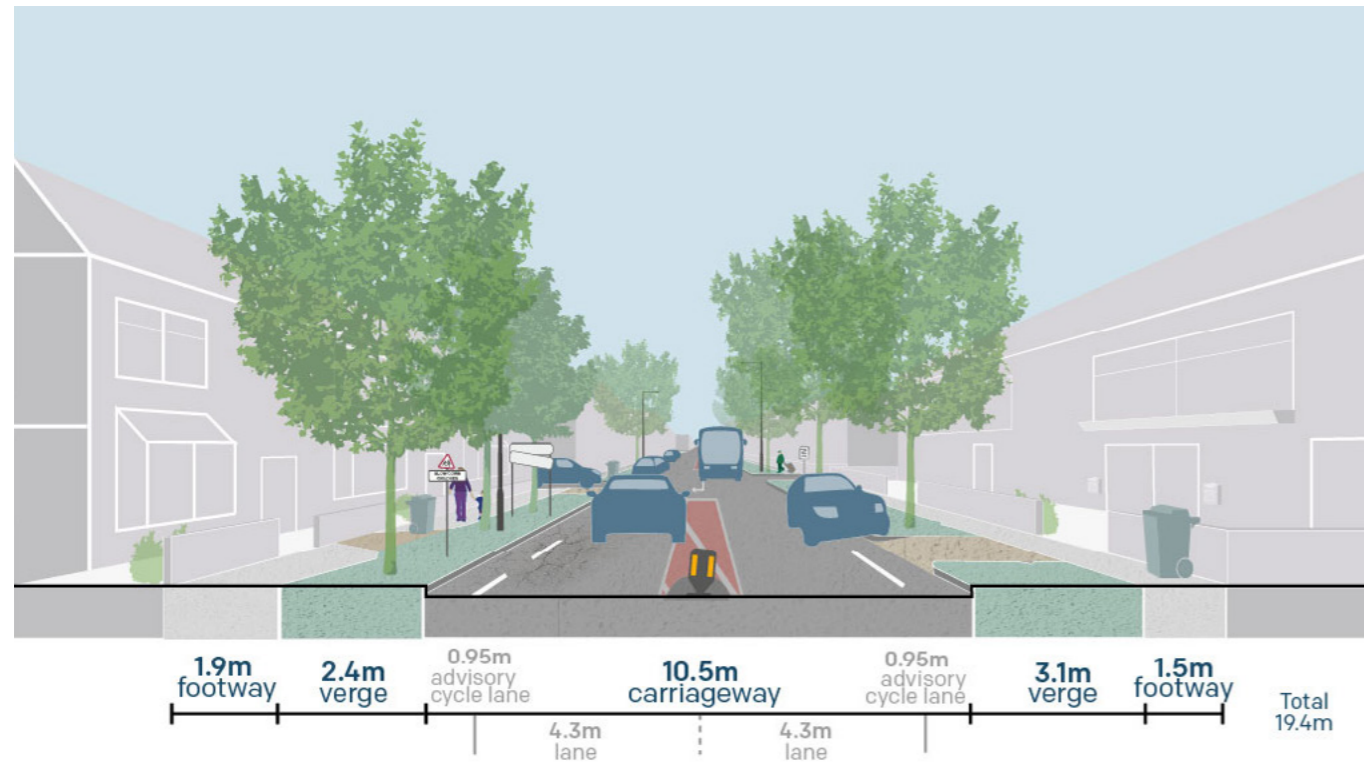 1.9m
footway
2.4m
verge
0.95m
advisory
cycle lane
10.5m
carriageway
0.95m
advisory
cycle lane
3.1m
verge
1.5m
footway
Total
19.4m
4.3m
lane
4.3m
lane